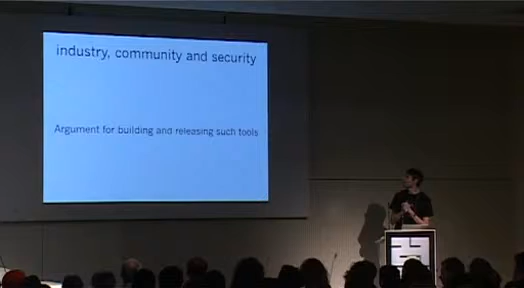 industry, community and security
Argument for building and releasing such tools